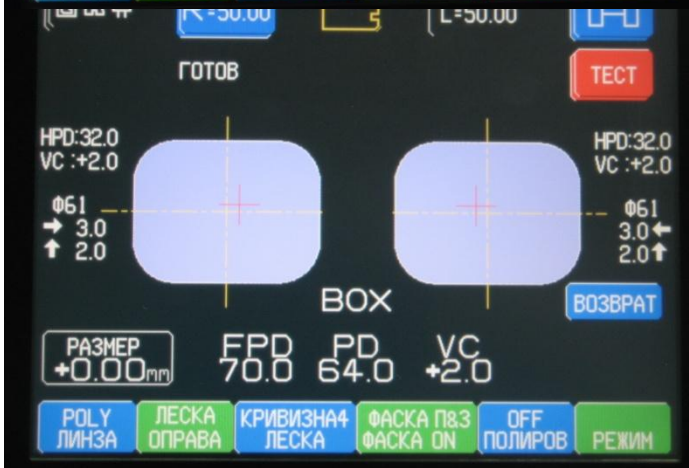 R=50.00
L=50.00
ГОТОВ
ТЕСТ
HPD:32.0
VC :+2.0
Φ61
→ 3.0
↑ 2.0
HPD:32.0
VC :+2.0
Φ61
3.0←
2.0↑
BOX
ВОЗВРАТ
РАЗМЕР
+0.00mm
FPD
70.0
PD
64.0
VC
+2.0
POLY
ЛИНЗА
ЛЕСКА
ОПРАВА
КРИВИЗНА4
ЛЕСКА
ФАСКА П&З
ФАСКА ON
OFF
ПОЛИРОВ
РЕЖИМ